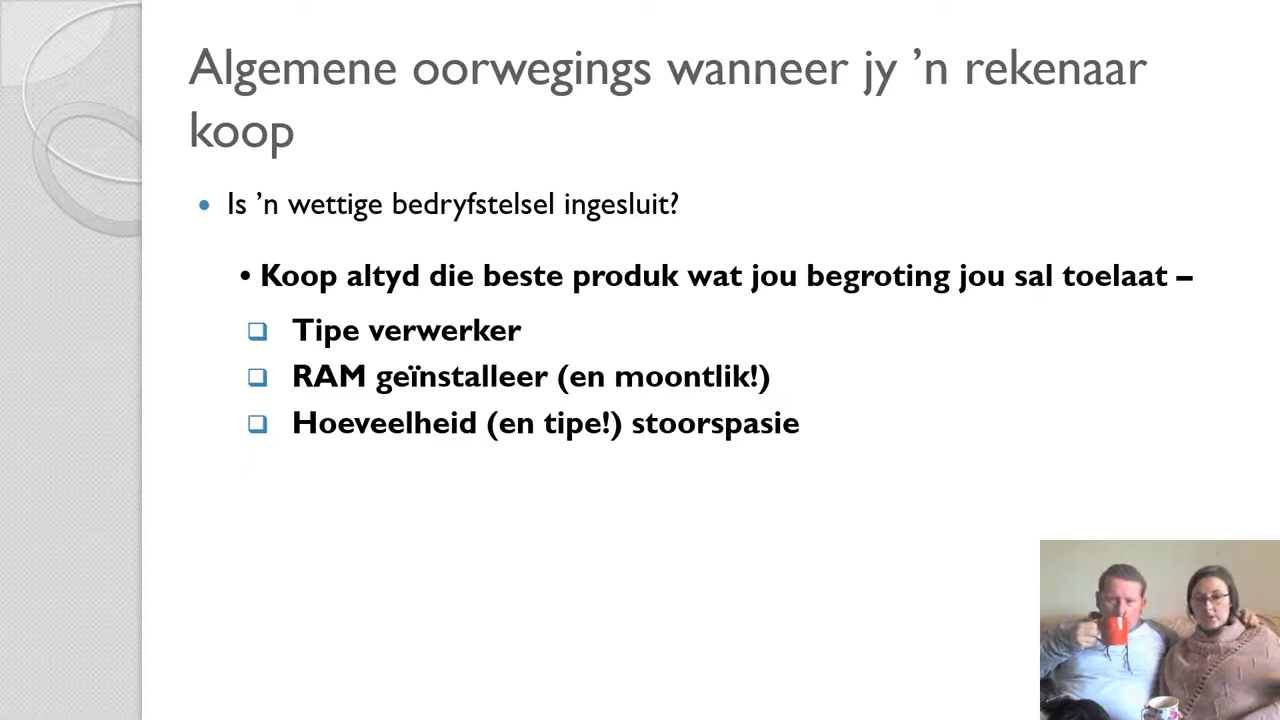 Algemene oorwegings wanneer jy ’n rekenaar
koop
• Is ’n wettige bedryfstelsel ingesluit?
• Koop altyd die beste produk wat jou begroting jou sal toelaat –
❑ Tipe verwerker
❑ RAM geïnstalleer (en moontlik!)
❑ Hoeveelheid (en tipe!) stoorspasie